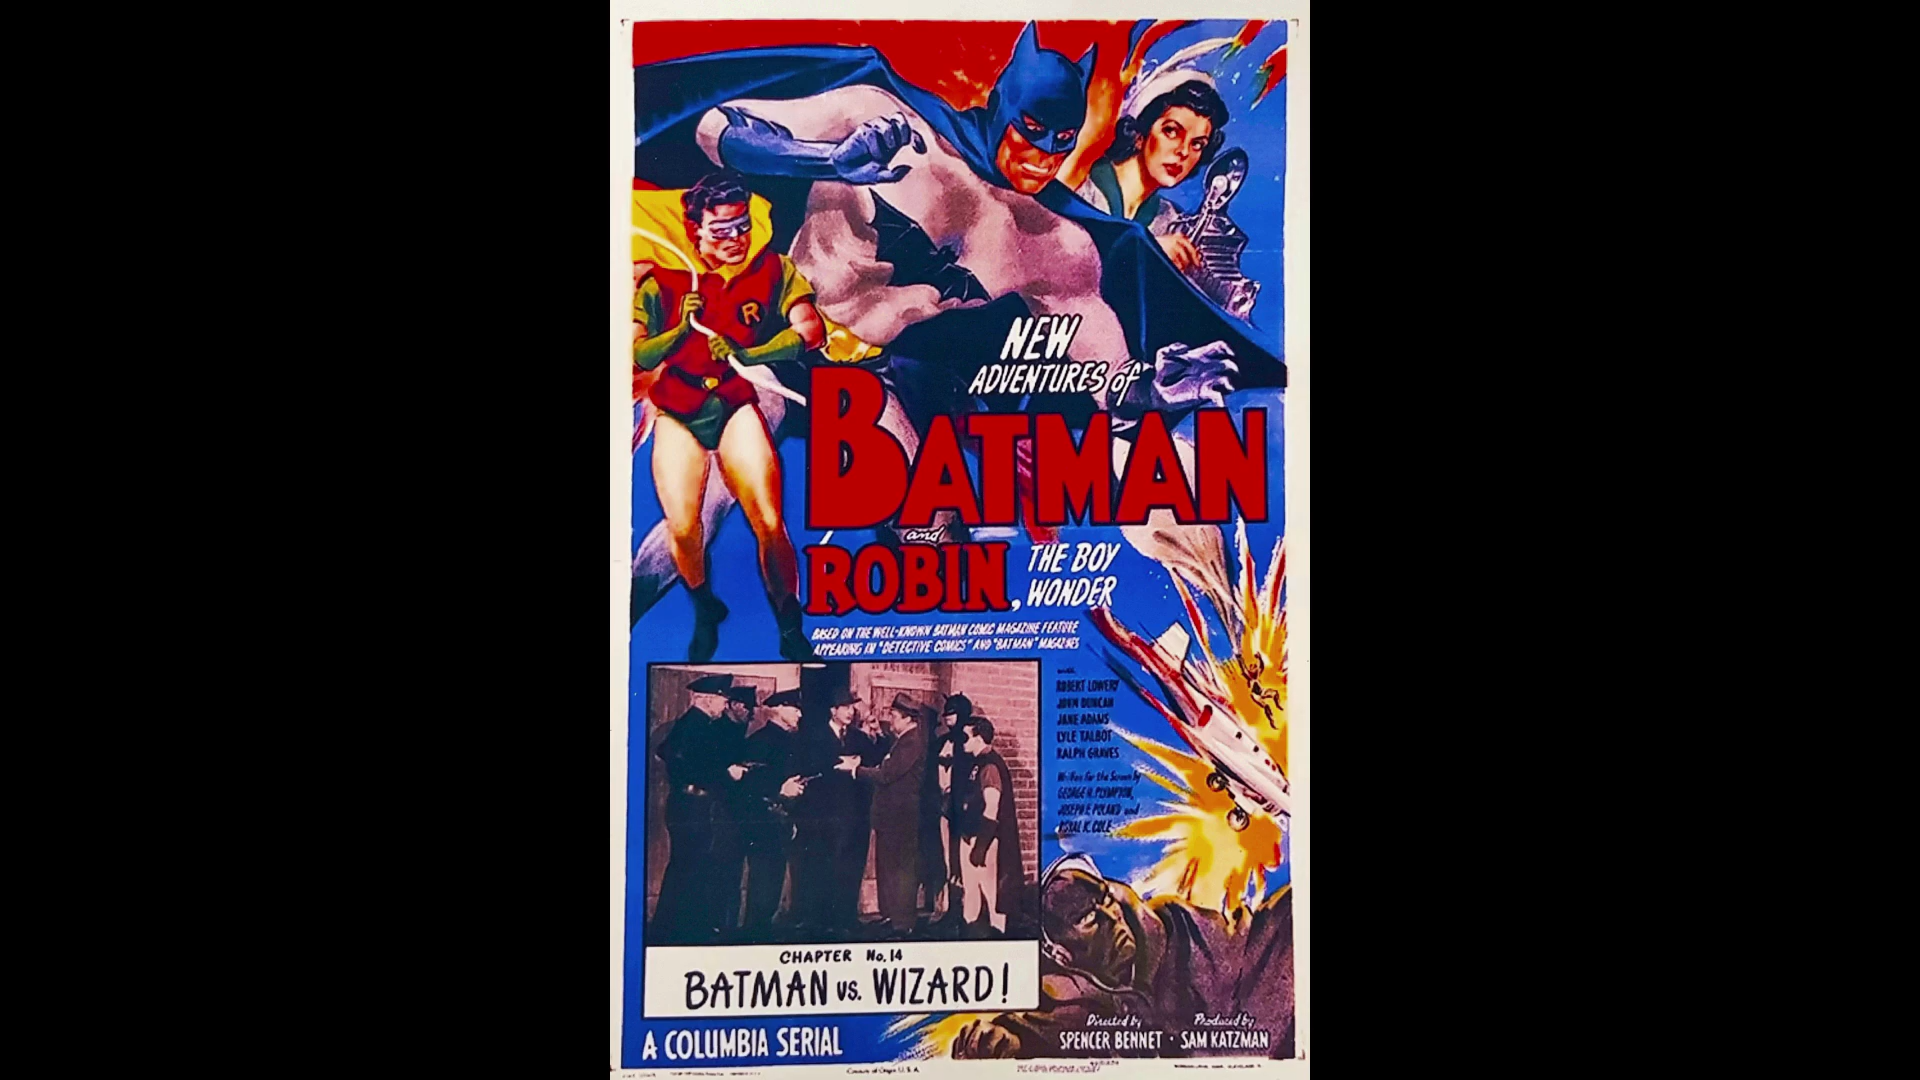 R
NEW
ADVENTURES of
BATMAN
and
ROBIN, THE BOY
WONDER
BASED ON THE WELL-KNOWN BATMAN COMIC MAGAZINE FEATURE
APPEARING IN "DETECTIVE COMICS" AND "BATMAN" MAGAZINES
with
ROBERT LOWERY
JOHN DUNCAN
JANE ADAMS
LYLE TALBOT
RALPH GRAVES
Written for the Screen by
GEORGE H. PLYMPTON,
JOSEPH F. POLAND and
ROYAL K. COLE
CHAPTER No. 14
BATMAN vs. WIZARD!
A COLUMBIA SERIAL
Directed by
SPENCER BENNET ·
Produced by
SAM KATZMAN
Country of Origin U.S.A.